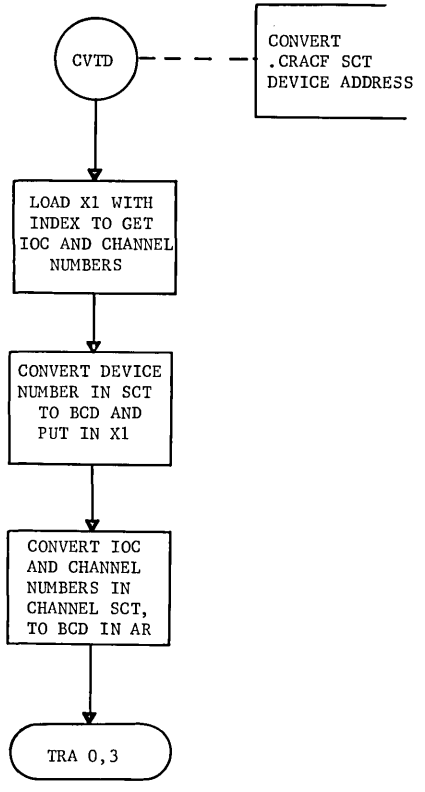 CVTD
CONVERT
.CRACF SCT
DEVICE ADDRESS
LOAD X1 WITH
INDEX TO GET
IOC AND CHANNEL
NUMBERS
CONVERT DEVICE
NUMBER IN SCT
TO BCD AND
PUT IN X1
CONVERT IOC
AND CHANNEL
NUMBERS IN
CHANNEL SCT,
TO BCD IN AR
TRA 0,3